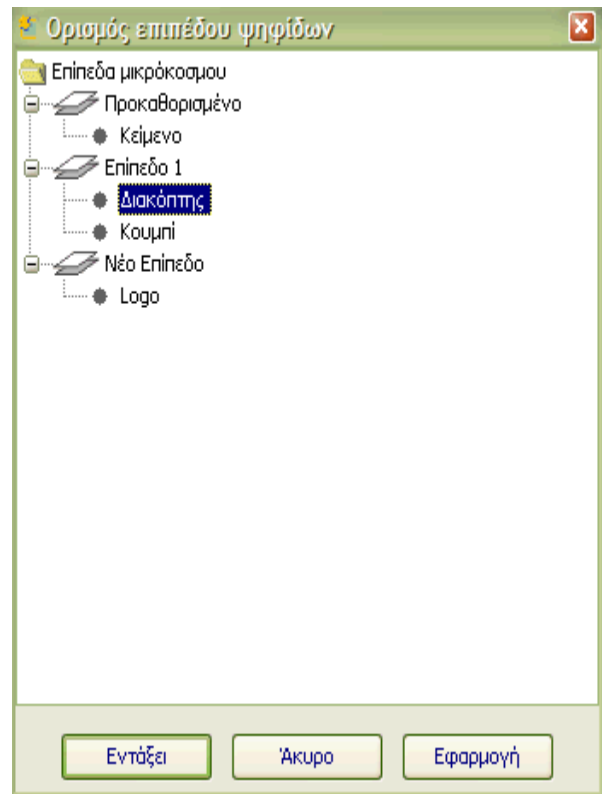 Ορισμός επιπέδου ψηφίδων
Επίπεδα μικρόκοσμου
Προκαθορισμένο
Κείμενο
Επίπεδο 1
Διακόπτης
Κουμπί
Νέο Επίπεδο
Logo
Εντάξει Άκυρο Εφαρμογή